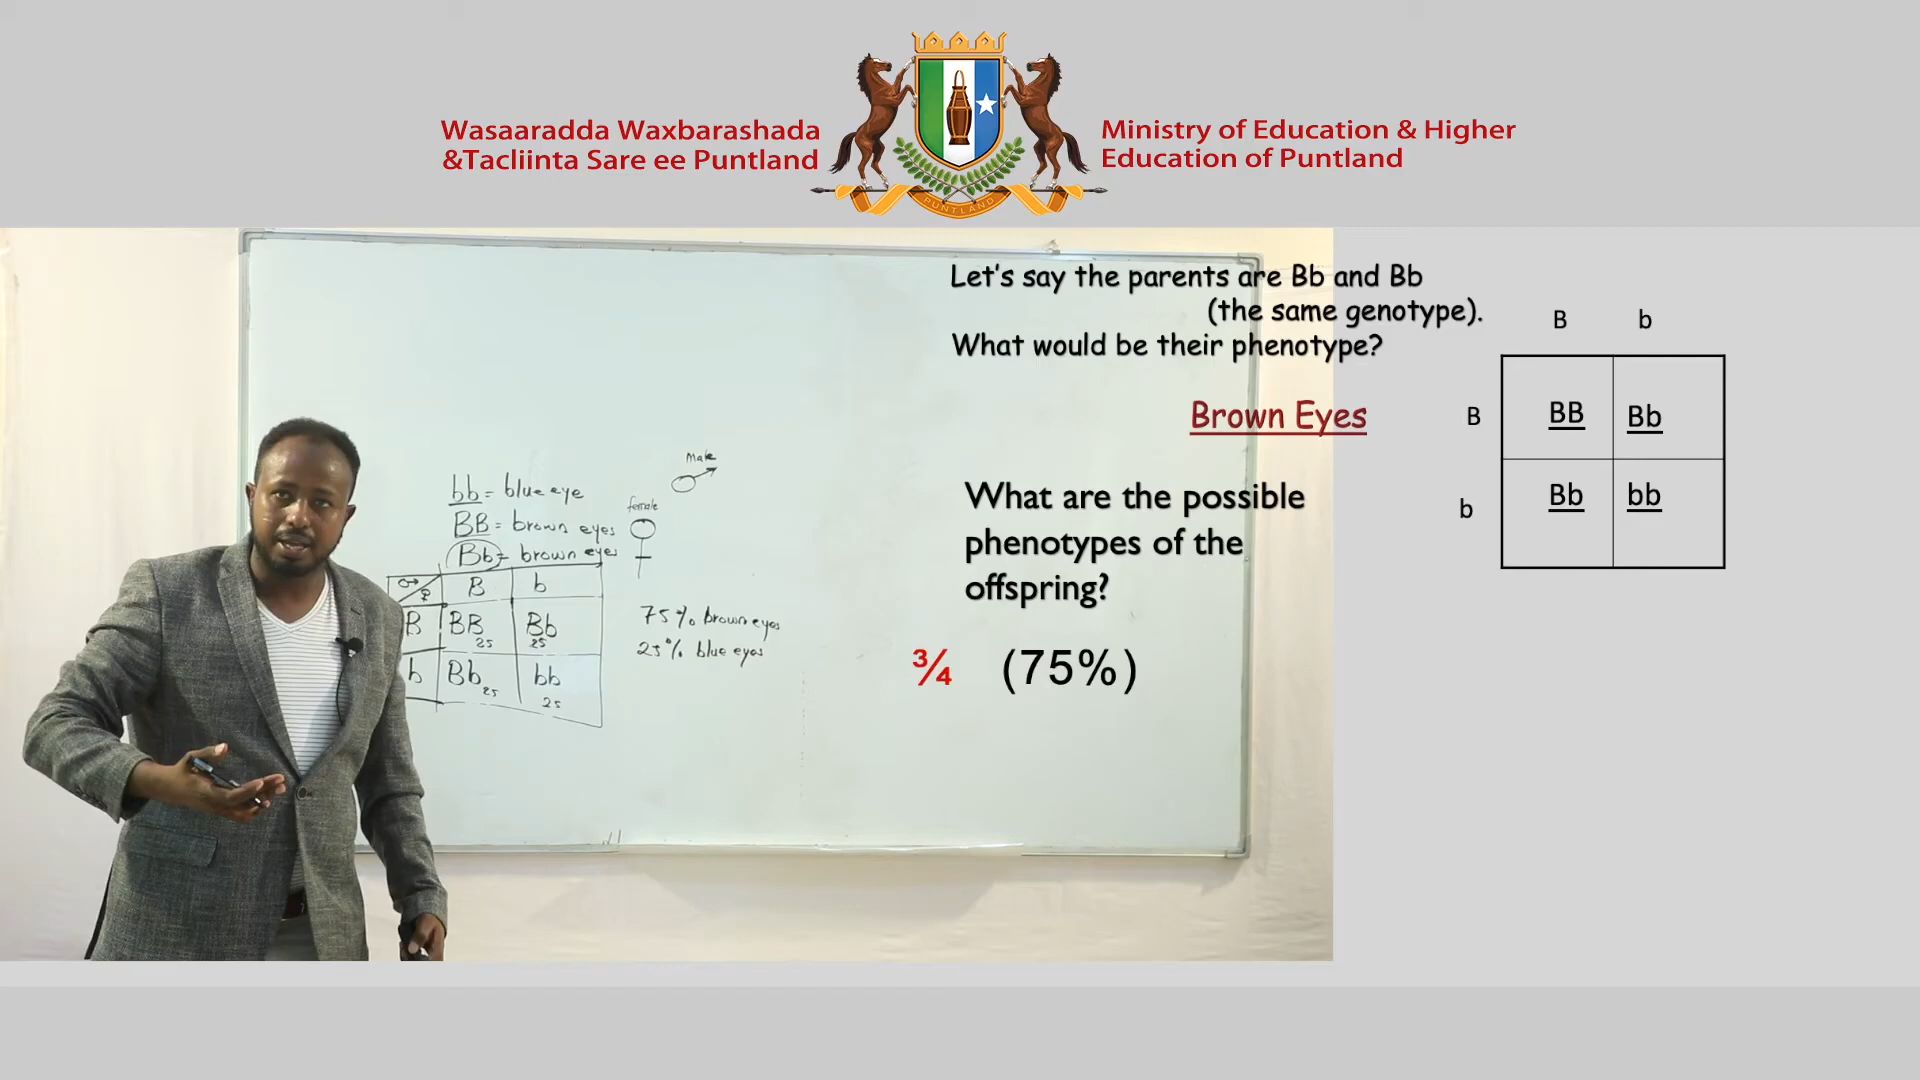 Wasaaradda Waxbarashada
&Tacliinta Sare ee Puntland
PUNTLAND
Ministry of Education & Higher
Education of Puntland
Let's say the parents are Bb and Bb
(the same genotype).
What would be their phenotype?
Brown Eyes
What are the possible
phenotypes of the
offspring?
¾ (75%)
B b
B BB Bb
b Bb bb
bb = blue eye
BB = brown eyes
Bb = brown eyes
Male
female
♂ ♀ B b
B BB 25 Bb 25
b Bb 25 bb 25
75% brown eyes
25% blue eyes